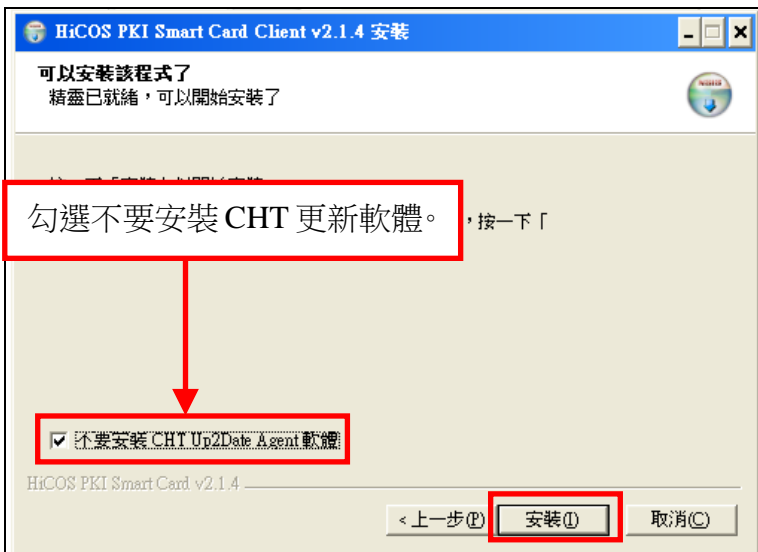 HiCOS PKI Smart Card Client v2.1.4 安裝
可以安裝該程式了
精靈已就緒，可以開始安裝了
勾選不要安裝 CHT 更新軟體。
，按一下「
不要安裝 CHT Up2Date Agent 軟體
HiCOS PKI Smart Card v2.1.4
<上一步(P) 安裝(I) 取消(C)